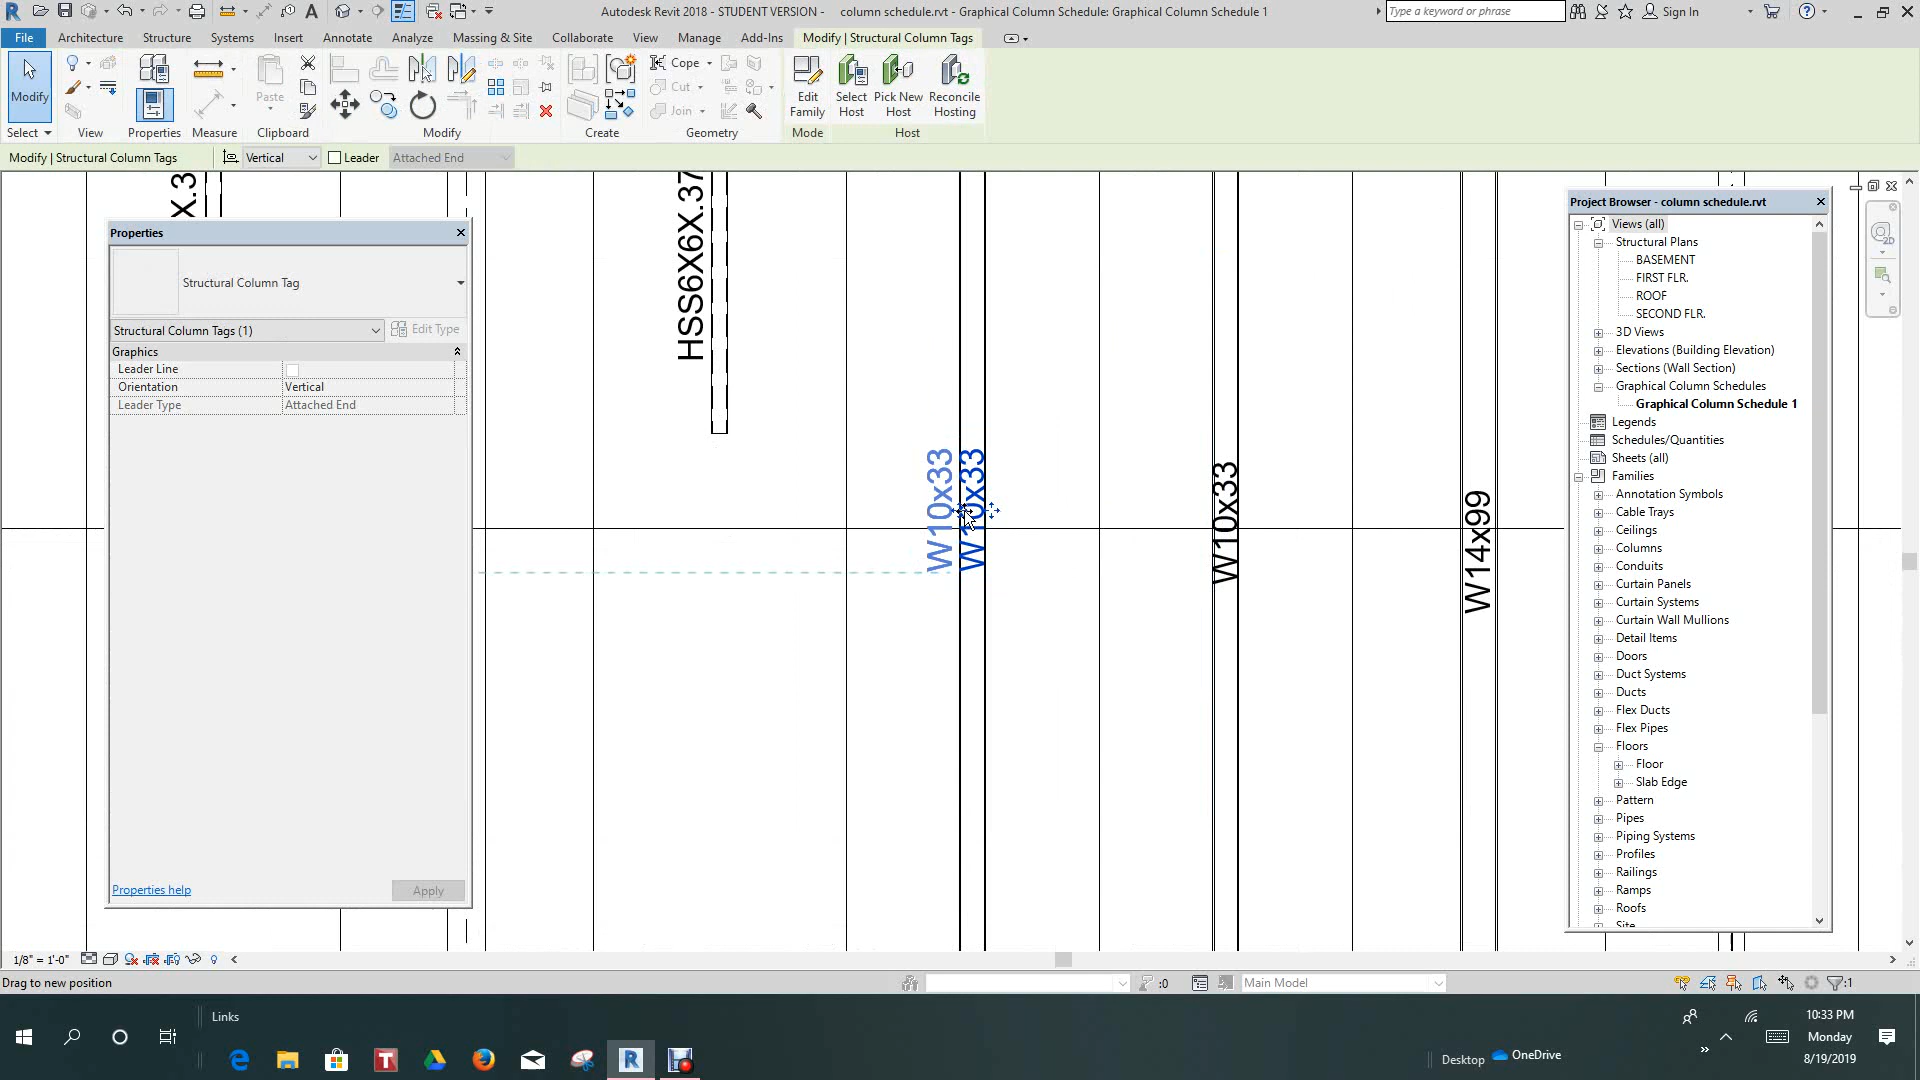 Autodesk Revit 2018 - STUDENT VERSION - column schedule.rvt - Graphical Column Schedule: Graphical Column Schedule 1
Type a keyword or phrase
Sign In
File Architecture Structure Systems Insert Annotate Analyze Massing & Site Collaborate View Manage Add-Ins Modify | Structural Column Tags
Modify
Paste
Cope
Cut
Join
Edit Family
Select Host
Pick New Host
Reconcile Hosting
Select View Properties Measure Clipboard Modify Create Geometry Mode Host
Modify | Structural Column Tags Vertical Leader Attached End
X.3
HSS6X6X.37
W10x33
W10x33
W10x33
W14x99
Properties
Structural Column Tag
Structural Column Tags (1) Edit Type
Graphics
Leader Line
Orientation Vertical
Leader Type Attached End
Properties help Apply
Project Browser - column schedule.rvt
Views (all)
Structural Plans
BASEMENT
FIRST FLR.
ROOF
SECOND FLR.
3D Views
Elevations (Building Elevation)
Sections (Wall Section)
Graphical Column Schedules
Graphical Column Schedule 1
Legends
Schedules/Quantities
Sheets (all)
Families
Annotation Symbols
Cable Trays
Ceilings
Columns
Conduits
Curtain Panels
Curtain Systems
Curtain Wall Mullions
Detail Items
Doors
Duct Systems
Ducts
Flex Ducts
Flex Pipes
Floors
Floor
Slab Edge
Pattern
Pipes
Piping Systems
Profiles
Railings
Ramps
Roofs
Site
2D
1/8" = 1'-0"
Drag to new position :0 Main Model :1
Links
Desktop OneDrive
10:33 PM
Monday
8/19/2019